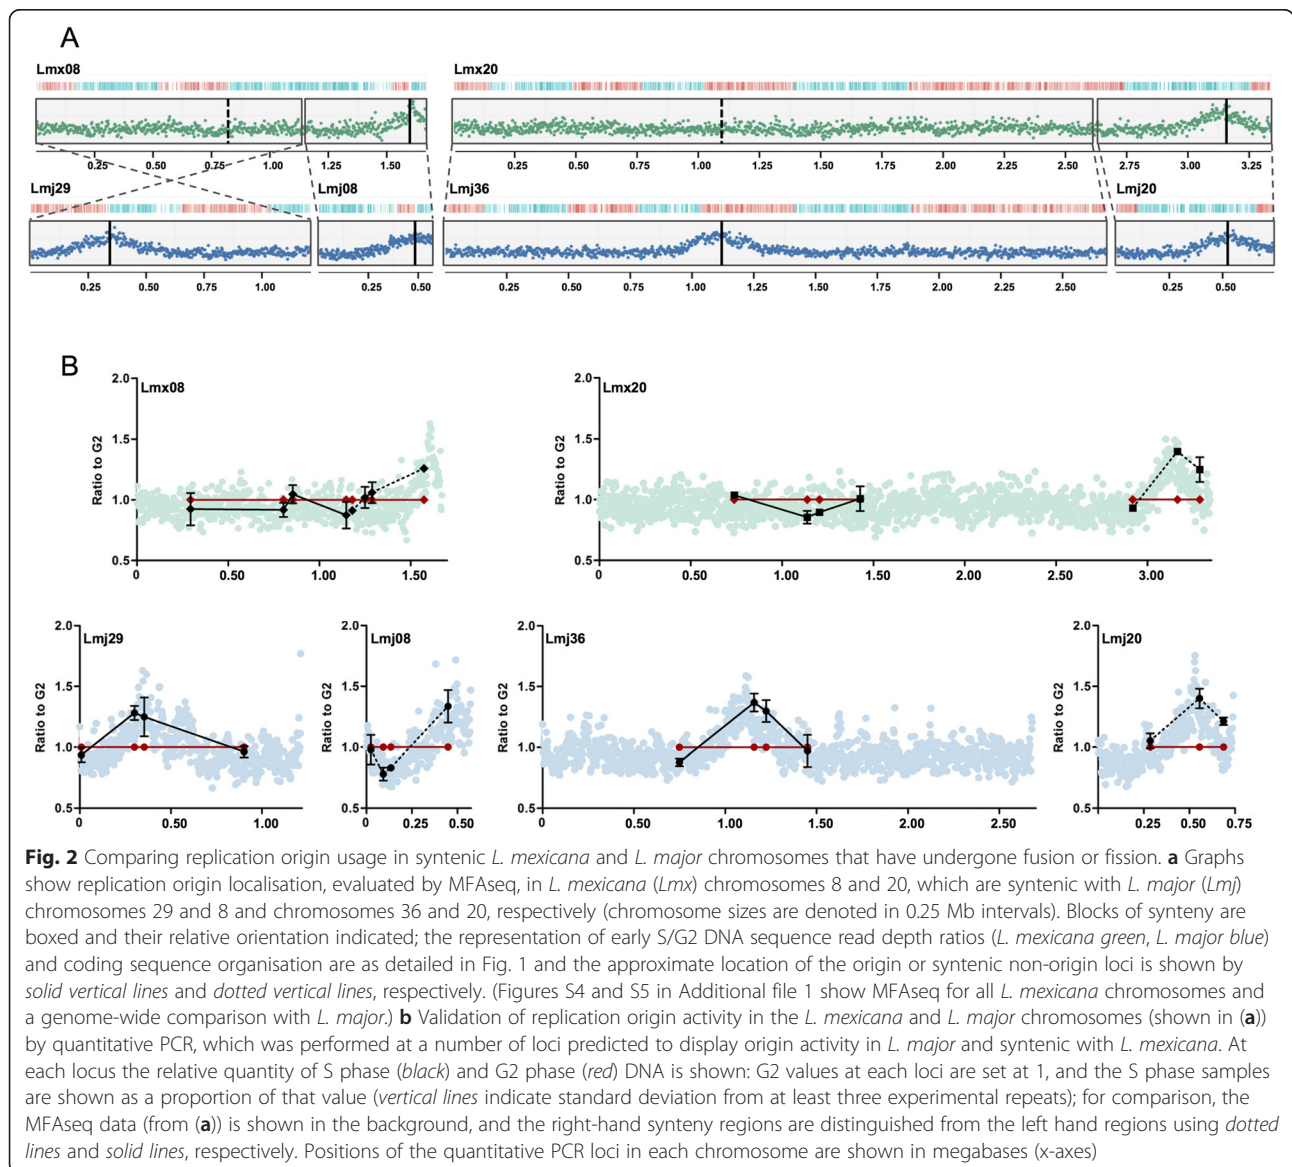 A
Lmx08
Lmx20
0.25 0.50 0.75 1.00 1.25 1.50
0.25 0.50 0.75 1.00 1.25 1.50 1.75 2.00 2.25 2.50 2.75 3.00 3.25
Lmj29
Lmj08
Lmj36
Lmj20
0.25 0.50 0.75 1.00
0.25 0.50
0.25 0.50 0.75 1.00 1.25 1.50 1.75 2.00 2.25 2.50
0.25 0.50
B
Lmx08
2.0
1.5
1.0
0.5
Ratio to G2
0 0.50 1.00 1.50
Lmx20
2.0
1.5
1.0
0.5
Ratio to G2
0 0.50 1.00 1.50 2.00 2.50 3.00
Lmj29
2.0
1.5
1.0
0.5
Ratio to G2
0 0.50 1.00
Lmj08
2.0
1.5
1.0
0.5
Ratio to G2
0 0.25 0.50
Lmj36
2.0
1.5
1.0
0.5
Ratio to G2
0 0.50 1.00 1.50 2.00 2.50
Lmj20
2.0
1.5
1.0
0.5
Ratio to G2
0.25 0.50 0.75
Fig. 2 Comparing replication origin usage in syntenic L. mexicana and L. major chromosomes that have undergone fusion or fission. a Graphs
show replication origin localisation, evaluated by MFAseq, in L. mexicana (Lmx) chromosomes 8 and 20, which are syntenic with L. major (Lmj)
chromosomes 29 and 8 and chromosomes 36 and 20, respectively (chromosome sizes are denoted in 0.25 Mb intervals). Blocks of synteny are
boxed and their relative orientation indicated; the representation of early S/G2 DNA sequence read depth ratios (L. mexicana green, L. major blue)
and coding sequence organisation are as detailed in Fig. 1 and the approximate location of the origin or syntenic non-origin loci is shown by
solid vertical lines and dotted vertical lines, respectively. (Figures S4 and S5 in Additional file 1 show MFAseq for all L. mexicana chromosomes and
a genome-wide comparison with L. major.) b Validation of replication origin activity in the L. mexicana and L. major chromosomes (shown in (a))
by quantitative PCR, which was performed at a number of loci predicted to display origin activity in L. major and syntenic with L. mexicana. At
each locus the relative quantity of S phase (black) and G2 phase (red) DNA is shown: G2 values at each loci are set at 1, and the S phase samples
are shown as a proportion of that value (vertical lines indicate standard deviation from at least three experimental repeats); for comparison, the
MFAseq data (from (a)) is shown in the background, and the right-hand synteny regions are distinguished from the left hand regions using dotted
lines and solid lines, respectively. Positions of the quantitative PCR loci in each chromosome are shown in megabases (x-axes)